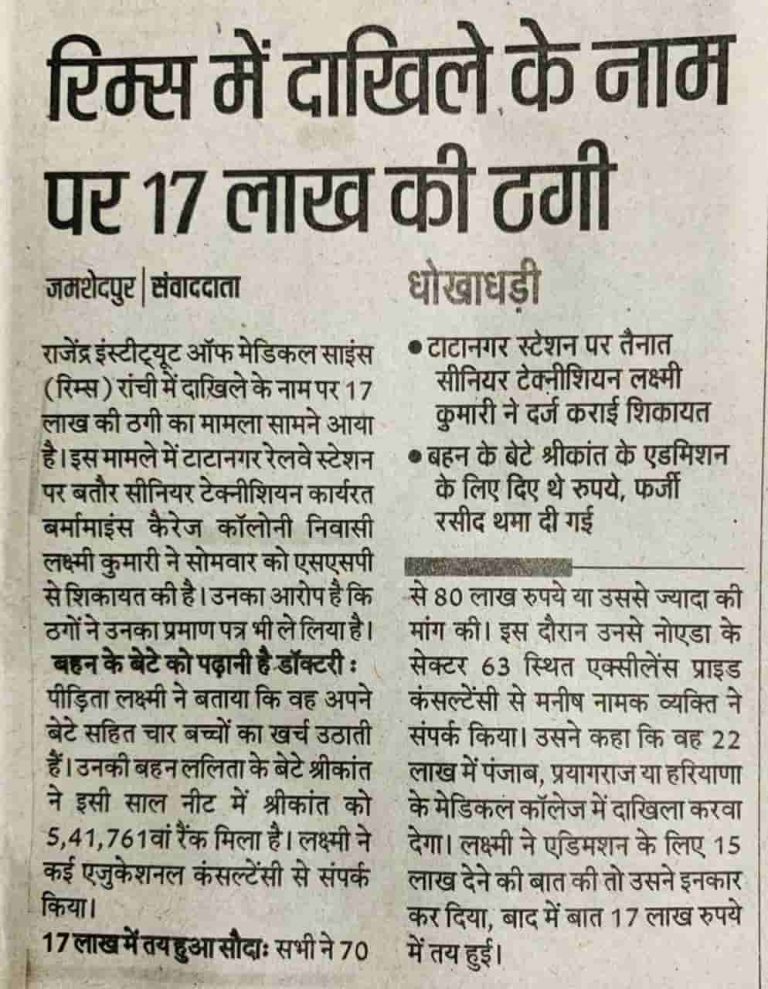 रिम्स में दाखिले के नाम
पर 17 लाख की ठगी
जमशेदपुर | संवाददाता
राजेंद्र इंस्टीट्यूट ऑफ मेडिकल साइंस
(रिम्स) रांची में दाखिले के नाम पर 17
लाख की ठगी का मामला सामने आया
है। इस मामले में टाटानगर रेलवे स्टेशन
पर बतौर सीनियर टेक्नीशियन कार्यरत
बर्मामाइंस कैरेज कॉलोनी निवासी
लक्ष्मी कुमारी ने सोमवार को एसएसपी
से शिकायत की है। उनका आरोप है कि
ठगों ने उनका प्रमाण पत्र भी ले लिया है।
बहन के बेटे को पढ़ानी है डॉक्टरी :
पीड़िता लक्ष्मी ने बताया कि वह अपने
बेटे सहित चार बच्चों का खर्च उठाती
हैं। उनकी बहन ललिता के बेटे श्रीकांत
ने इसी साल नीट में श्रीकांत को
5,41,761वां रैंक मिला है। लक्ष्मी ने
कई एजुकेशनल कंसल्टेंसी से संपर्क
किया।
17 लाख में तय हुआ सौदाः सभी ने 70
धोखाधड़ी
● टाटानगर स्टेशन पर तैनात
सीनियर टेक्नीशियन लक्ष्मी
कुमारी ने दर्ज कराई शिकायत
● बहन के बेटे श्रीकांत के एडमिशन
के लिए दिए थे रुपये, फर्जी
रसीद थमा दी गई
से 80 लाख रुपये या उससे ज्यादा की
मांग की। इस दौरान उनसे नोएडा के
सेक्टर 63 स्थित एक्सीलेंस प्राइड
कंसल्टेंसी से मनीष नामक व्यक्ति ने
संपर्क किया। उसने कहा कि वह 22
लाख में पंजाब, प्रयागराज या हरियाणा
के मेडिकल कॉलेज में दाखिला करवा
देगा। लक्ष्मी ने एडिमशन के लिए 15
लाख देने की बात की तो उसने इनकार
कर दिया, बाद में बात 17 लाख रुपये
में तय हुई।